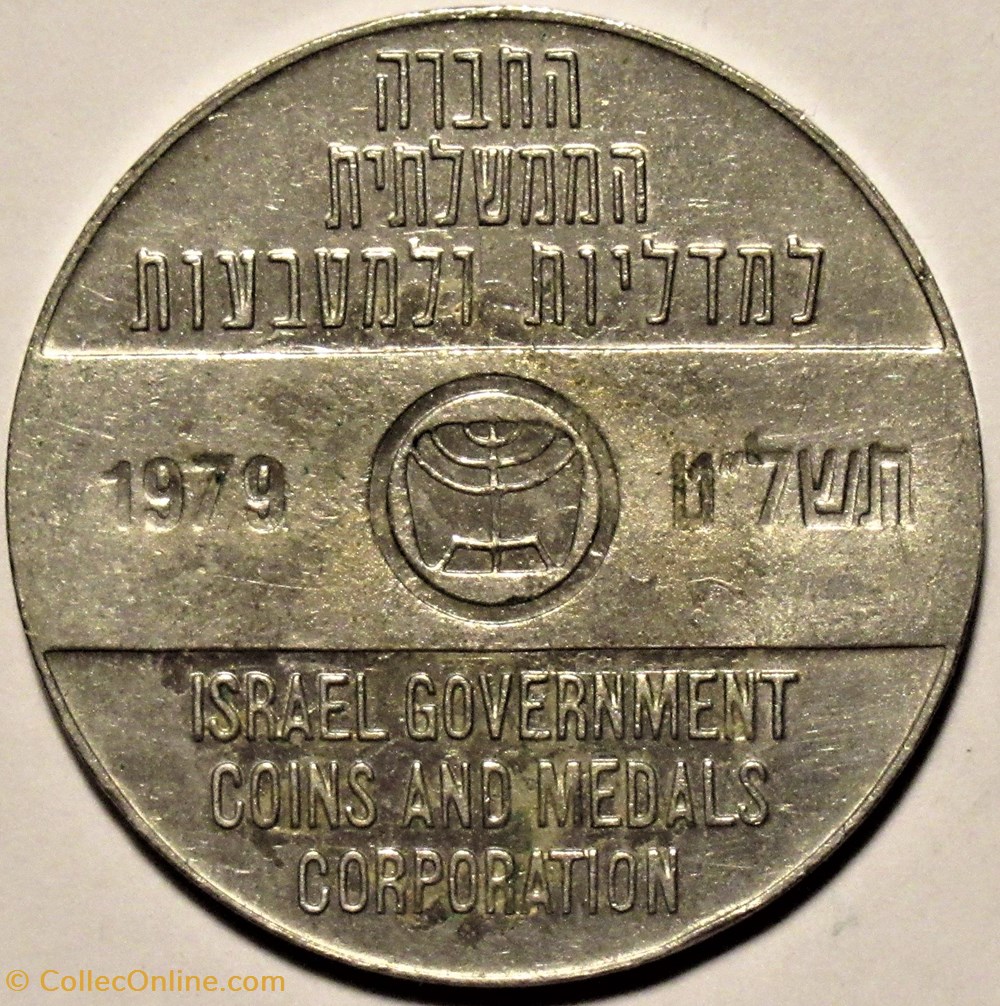 החברה
הממשלתית
למדליות ולמטבעות
1979 תשל"ט
ISRAEL GOVERNMENT
COINS AND MEDALS
CORPORATION
© CollecOnline.com